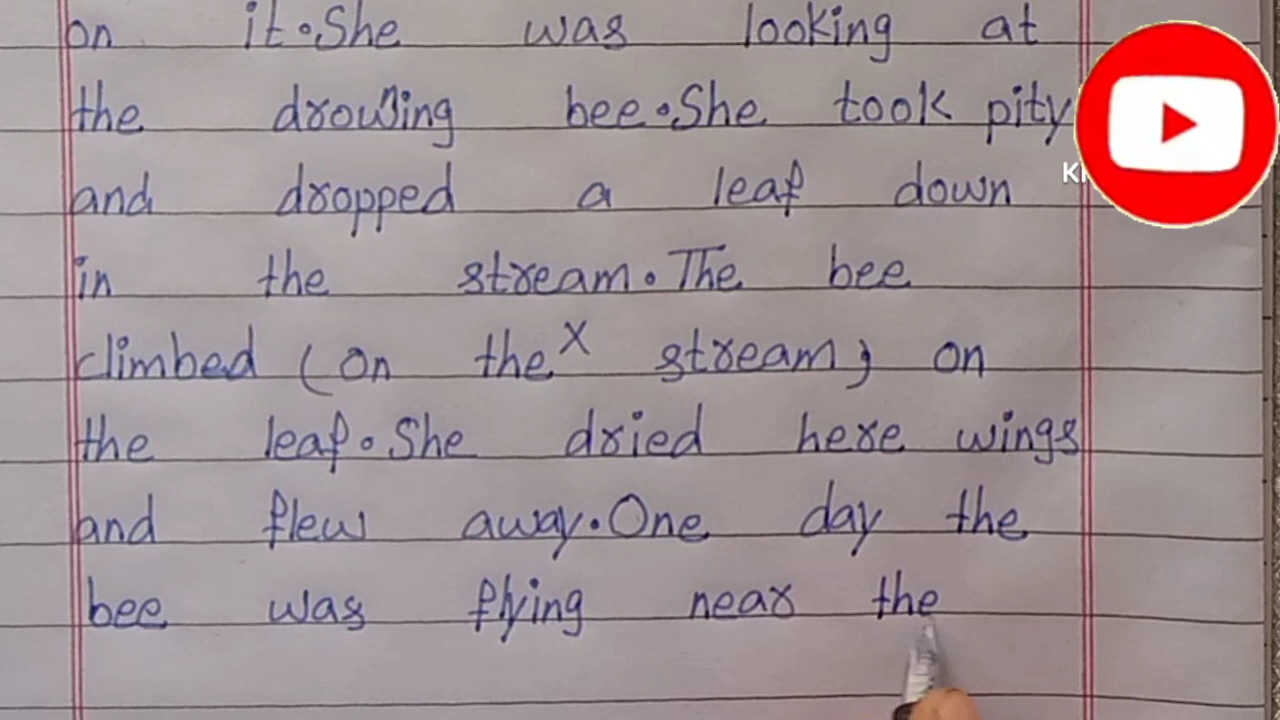 on it.She was looking at
the drowing bee.She took pity
and dropped a leaf down
in the stream.The bee
climbed (on the x stream) on
the leaf.She dried here wings
and flew away.One day the
bee was flying near the